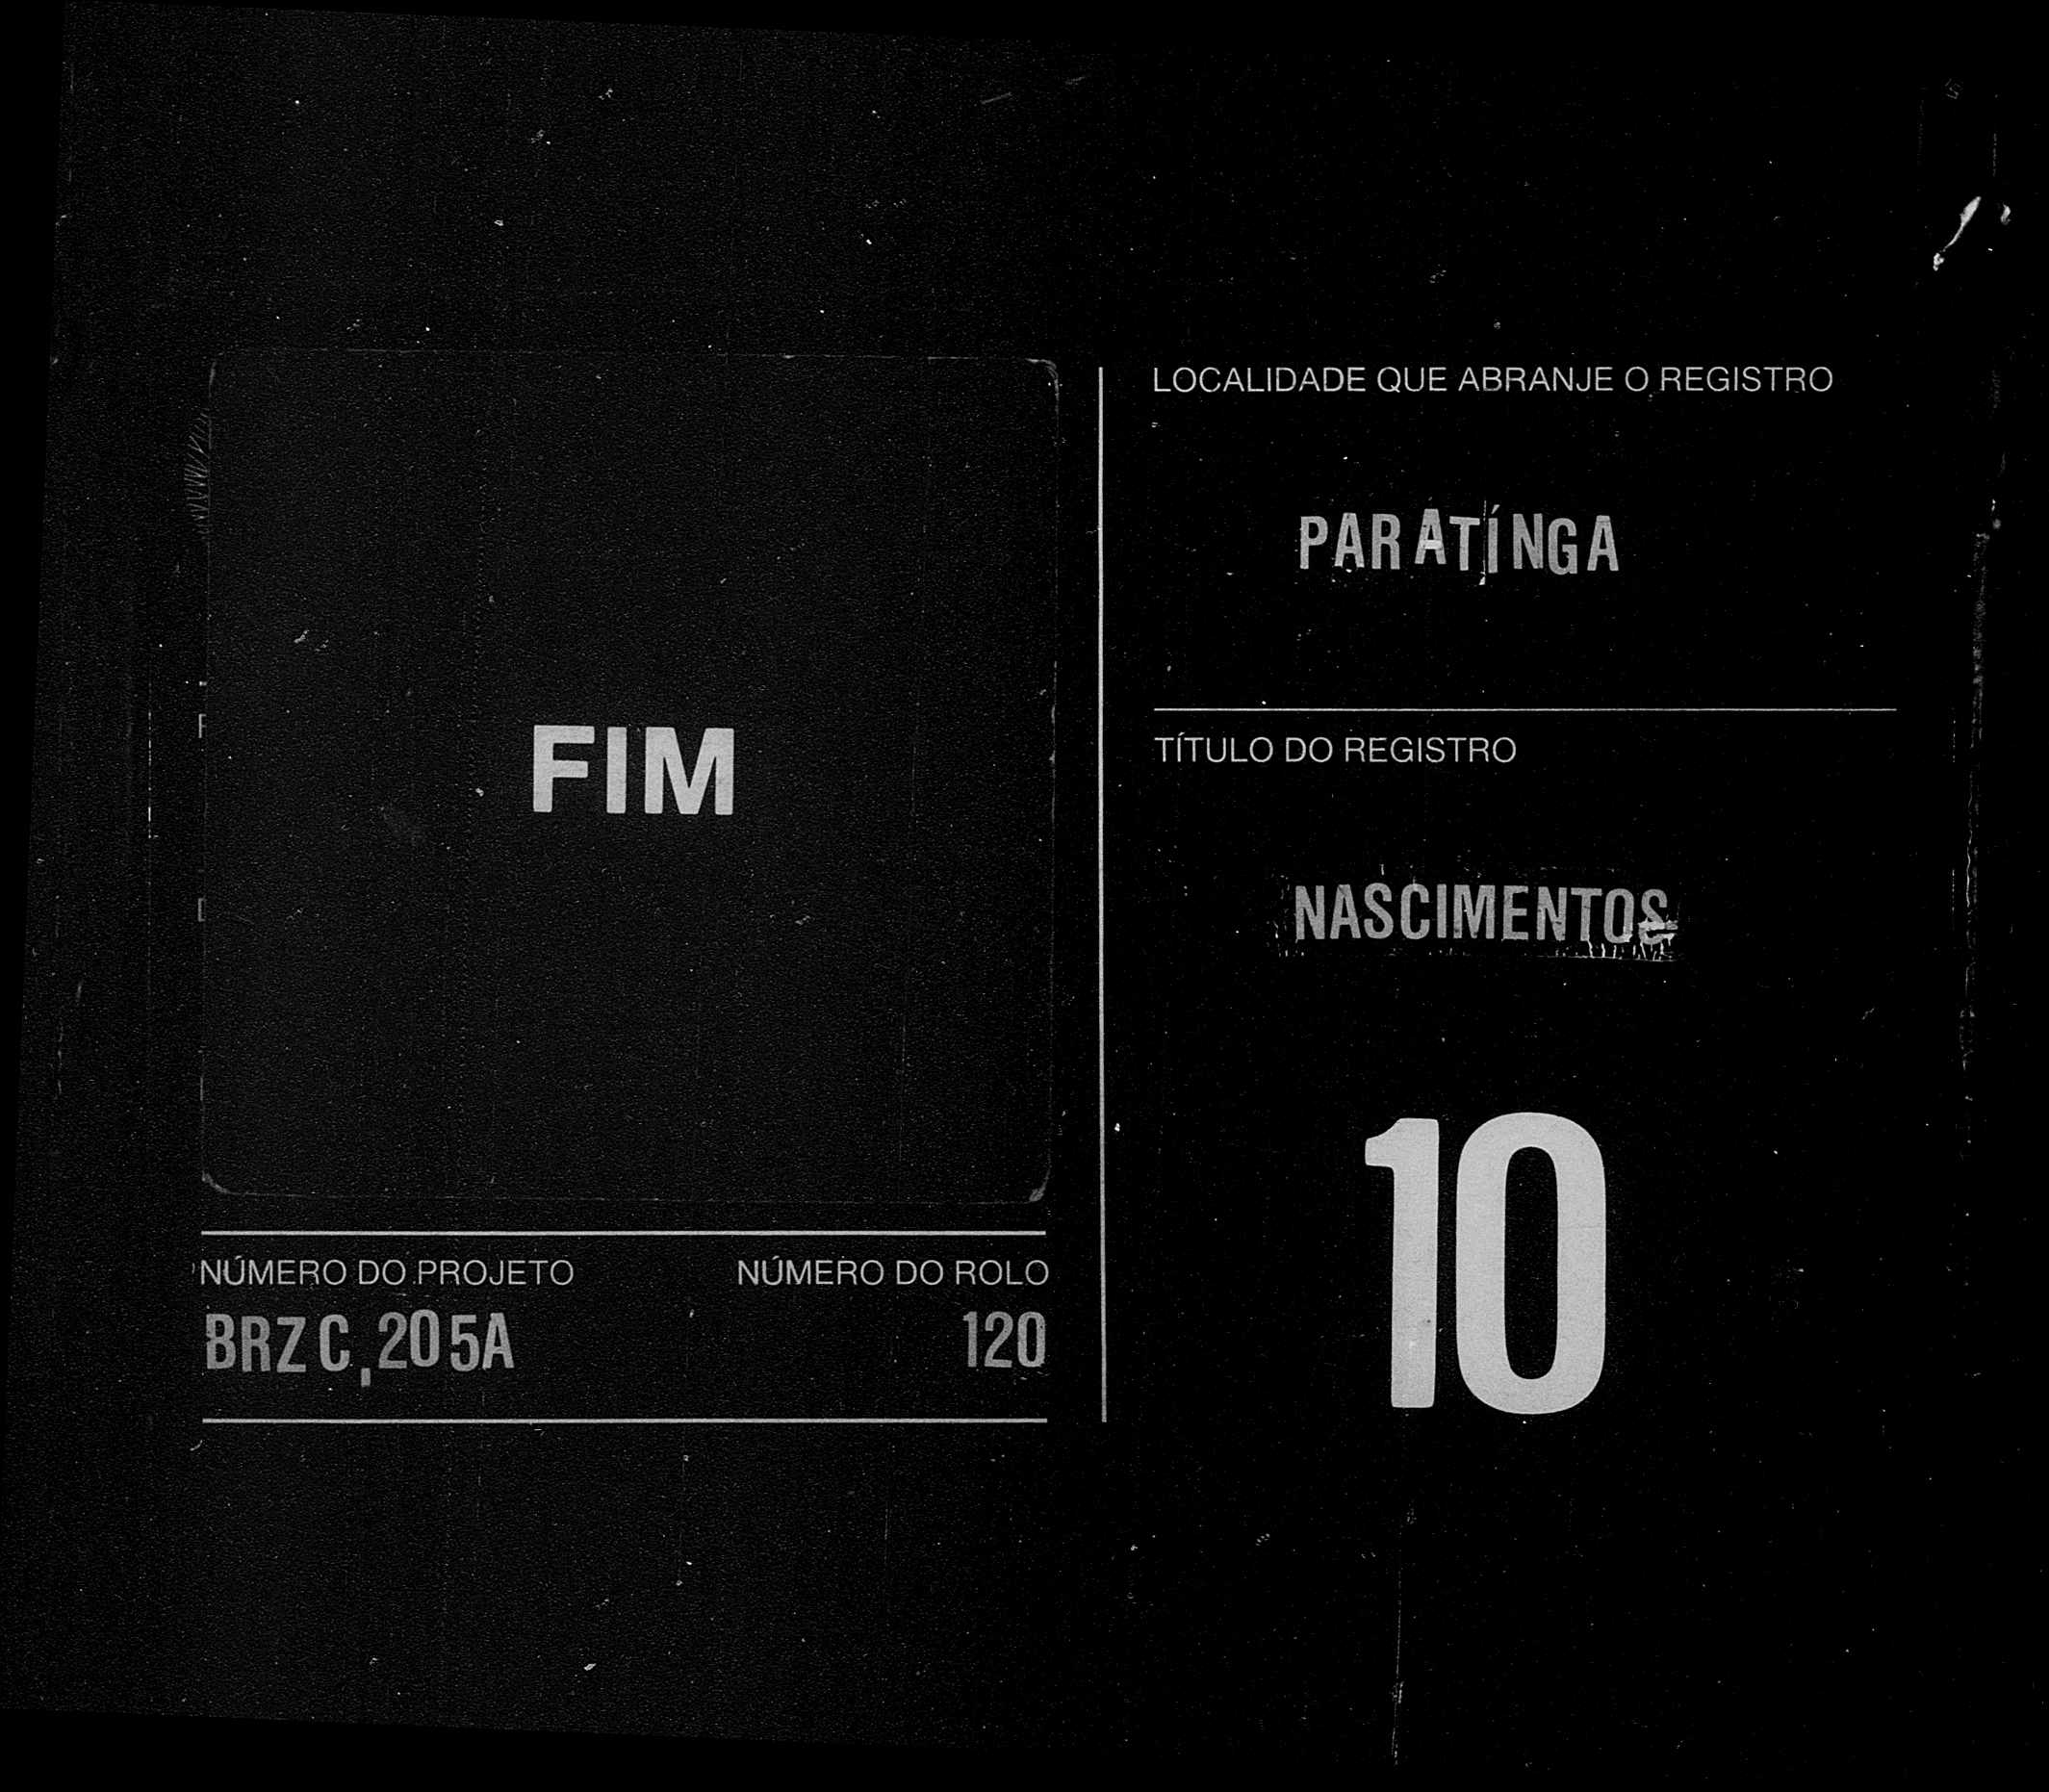 FIM
NÚMERO DO PROJETO
BRZ C,205A
NÚMERO DO ROLO
120
LOCALIDADE QUE ABRANJE O REGISTRO
PARATÍNGA
TÍTULO DO REGISTRO
NASCIMENTOS
10